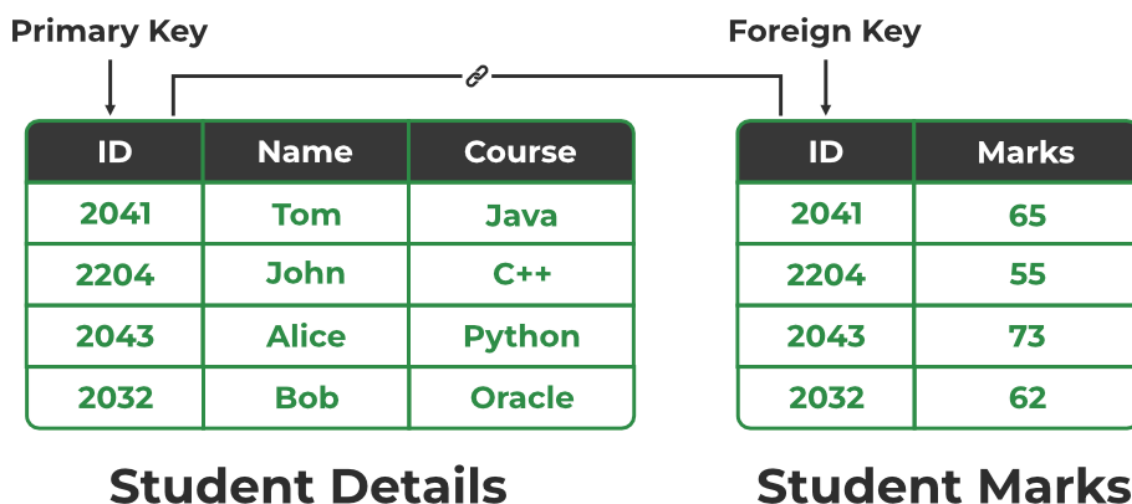 Primary Key
Foreign Key
ID Name Course
2041 Tom Java
2204 John C++
2043 Alice Python
2032 Bob Oracle
Student Details
ID Marks
2041 65
2204 55
2043 73
2032 62
Student Marks